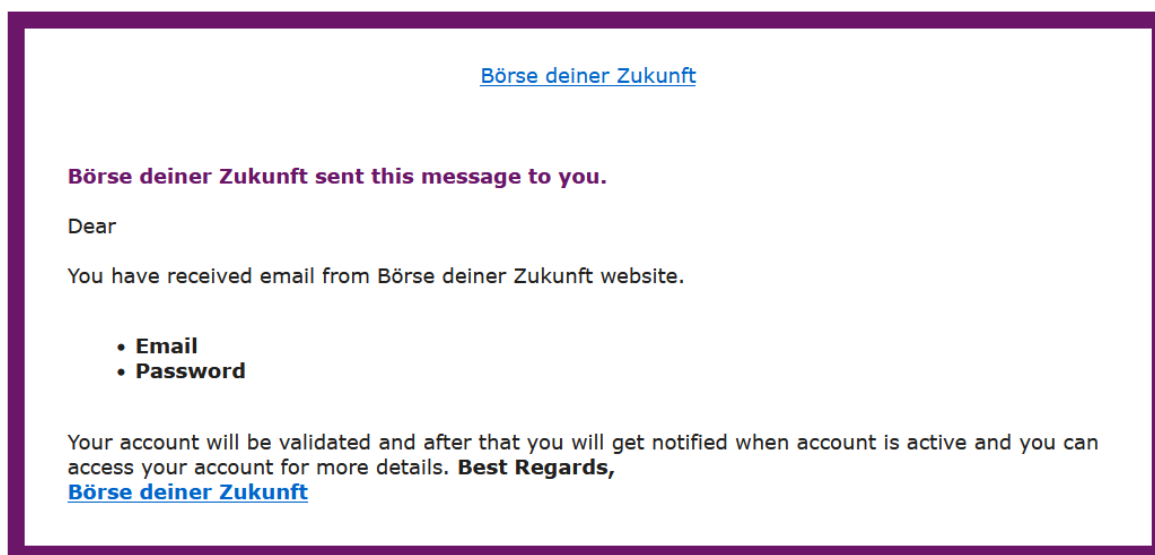 Börse deiner Zukunft
Börse deiner Zukunft sent this message to you.
Dear
You have received email from Börse deiner Zukunft website.
• Email
• Password
Your account will be validated and after that you will get notified when account is active and you can
access your account for more details. Best Regards,
Börse deiner Zukunft